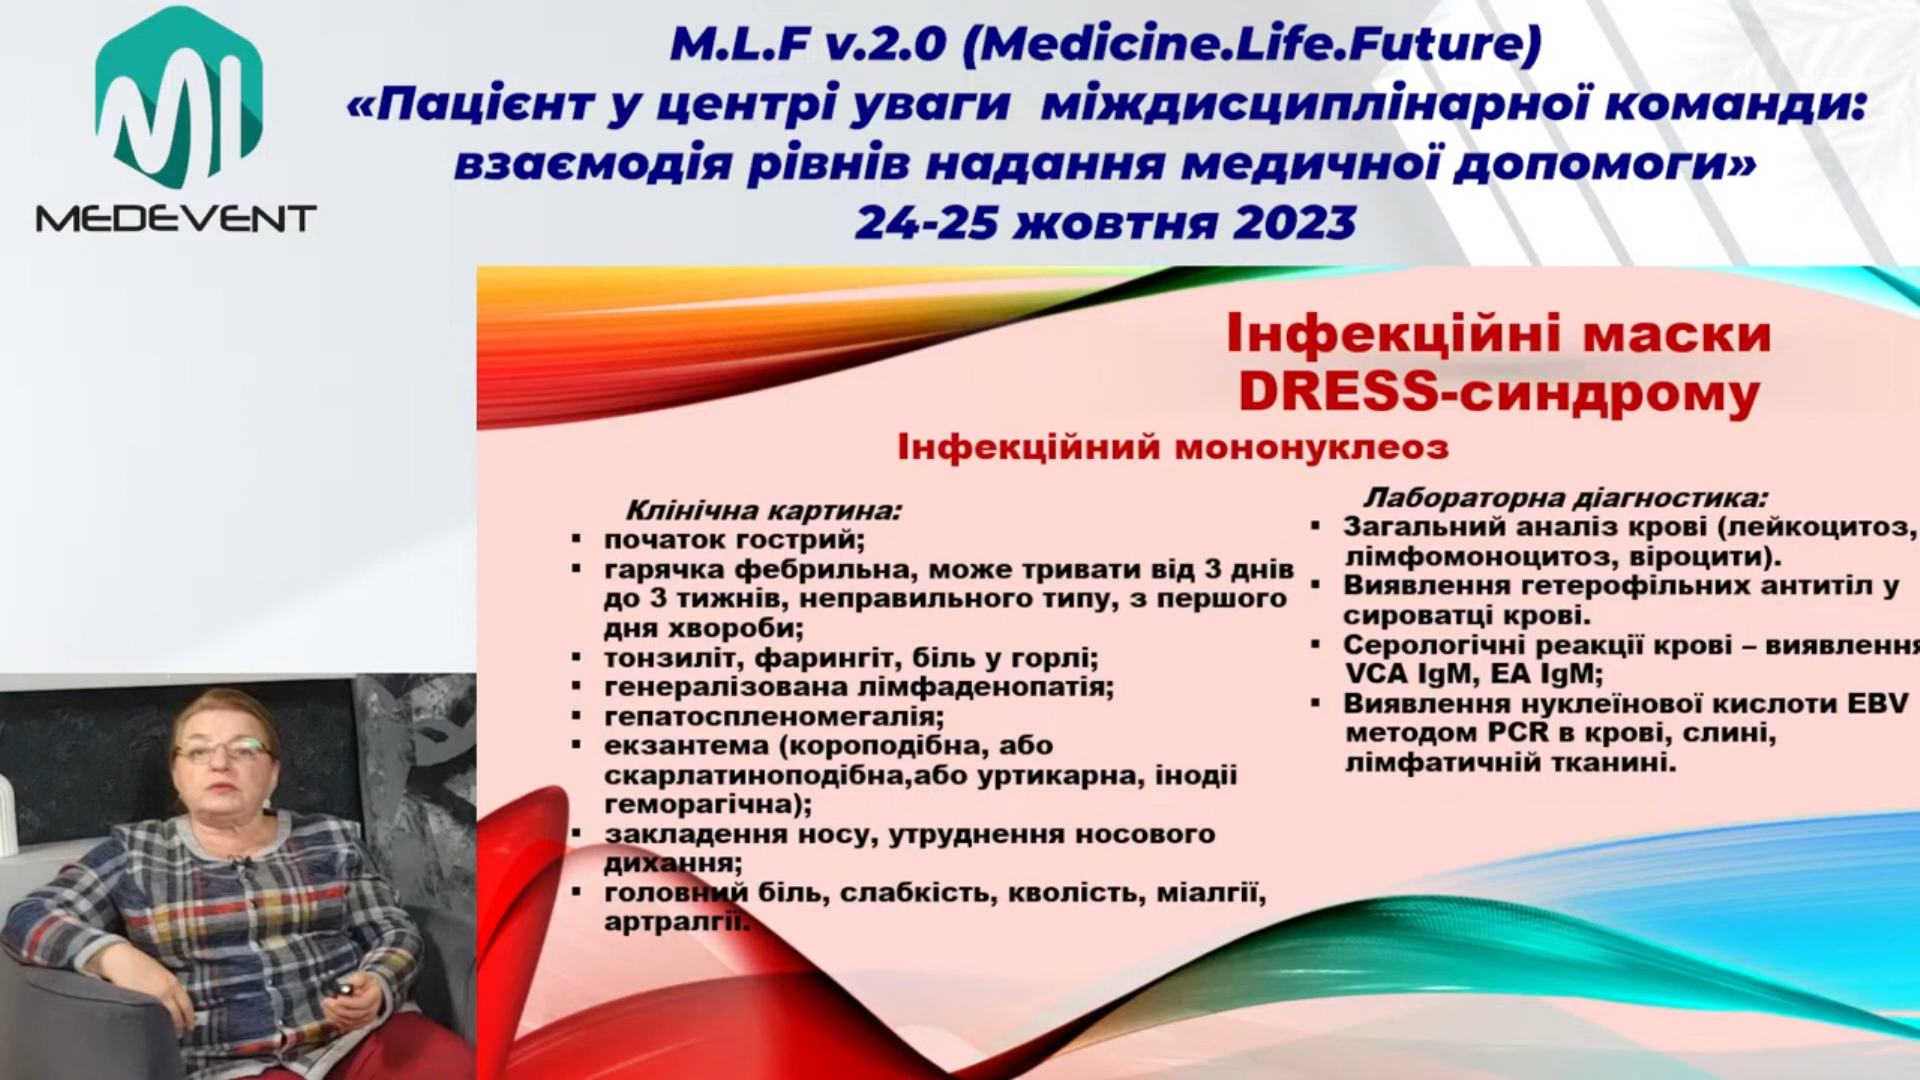 MEDEVENT
M.L.F v.2.0 (Medicine.Life.Future)
«Пацієнт у центрі уваги міждисциплінарної команди:
взаємодія рівнів надання медичної допомоги»
24-25 жовтня 2023
Інфекційні маски
DRESS-синдрому
Інфекційний мононуклеоз
Клінічна картина:
▪ початок гострий;
▪ гарячка фебрильна, може тривати від 3 днів
до 3 тижнів, неправильного типу, з першого
дня хвороби;
▪ тонзиліт, фарингіт, біль у горлі;
▪ генералізована лімфаденопатія;
▪ гепатоспленомегалія;
▪ екзантема (короподібна, або
скарлатиноподібна,або уртикарна, інодіі
геморагічна);
▪ закладення носу, утруднення носового
дихання;
▪ головний біль, слабкість, кволість, міалгії,
артралгії.
Лабораторна діагностика:
▪ Загальний аналіз крові (лейкоцитоз,
лімфомоноцитоз, віроцити).
▪ Виявлення гетерофільних антитіл у
сироватці крові.
▪ Серологічні реакції крові – виявлення
VCA IgM, EA IgM;
▪ Виявлення нуклеїнової кислоти EBV
методом PCR в крові, слині,
лімфатичній тканині.